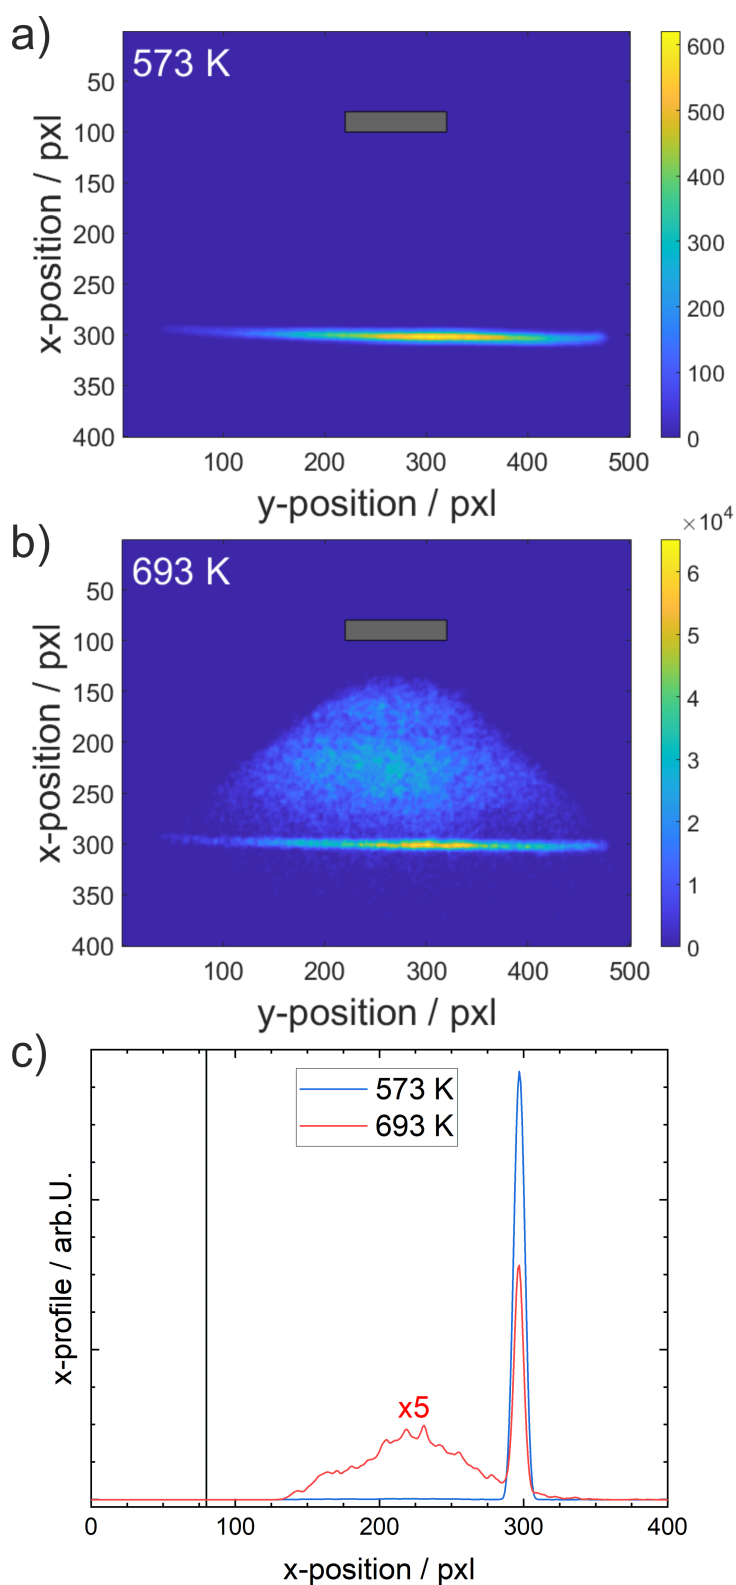 a)
573 K
50
100
150
200
250
300
350
400
x-position / pxl
100 200 300 400 500
y-position / pxl
600
500
400
300
200
100
0
b)
693 K
50
100
150
200
250
300
350
400
x-position / pxl
100 200 300 400 500
y-position / pxl
×10⁴
6
5
4
3
2
1
0
c)
573 K
693 K
x5
x-profile / arb.U.
0 100 200 300 400
x-position / pxl